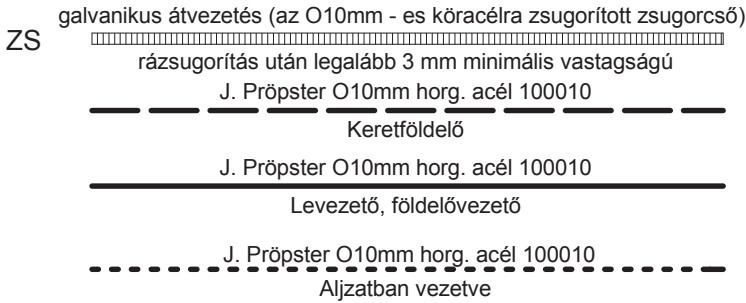 galvanikus átvezetés (az O10mm - es köracélra zsugorított zsugorcső)
ZS
rázsugorítás után legalább 3 mm minimális vastagságú
J. Pröpster O10mm horg. acél 100010
Keretföldelő
J. Pröpster O10mm horg. acél 100010
Levezető, földelővezető
J. Pröpster O10mm horg. acél 100010
Aljzatban vezetve